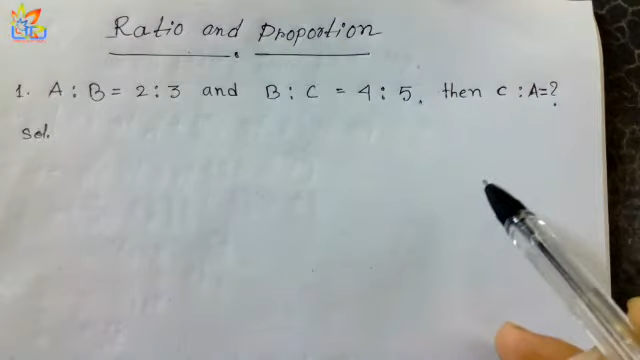 Ratio and Proportion
1. A : B = 2 : 3 and B : C = 4 : 5, then C : A = ?
sol.